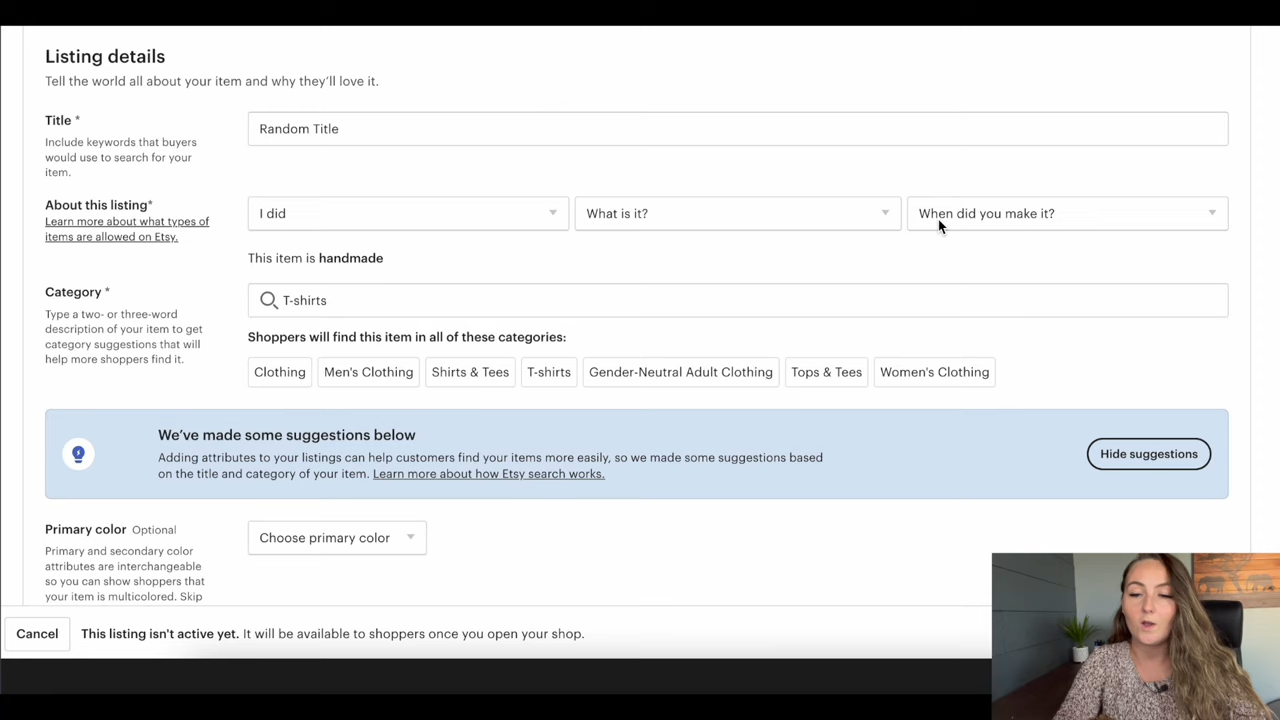 Listing details
Tell the world all about your item and why they'll love it.
Title *
Include keywords that buyers
would use to search for your
item.
Random Title
About this listing*
Learn more about what types of
items are allowed on Etsy.
I did
What is it?
When did you make it?
This item is handmade
Category *
Type a two- or three-word
description of your item to get
category suggestions that will
help more shoppers find it.
T-shirts
Shoppers will find this item in all of these categories:
Clothing
Men's Clothing
Shirts & Tees
T-shirts
Gender-Neutral Adult Clothing
Tops & Tees
Women's Clothing
We've made some suggestions below
Adding attributes to your listings can help customers find your items more easily, so we made some suggestions based
on the title and category of your item. Learn more about how Etsy search works.
Hide suggestions
Primary color Optional
Primary and secondary color
attributes are interchangeable
so you can show shoppers that
your item is multicolored. Skip
Choose primary color
Cancel
This listing isn't active yet. It will be available to shoppers once you open your shop.